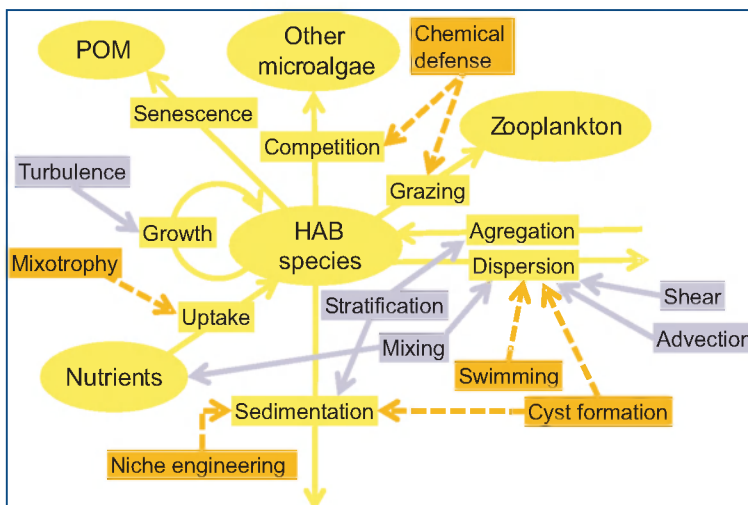 POM
Other
microalgae
Chemical
defense
Senescence
Competition
Zooplankton
Turbulence
Grazing
Growth
HAB
species
Agregation
Mixotrophy
Dispersion
Uptake
Stratification
Shear
Mixing
Advection
Nutrients
Swimming
Sedimentation
Cyst formation
Niche engineering